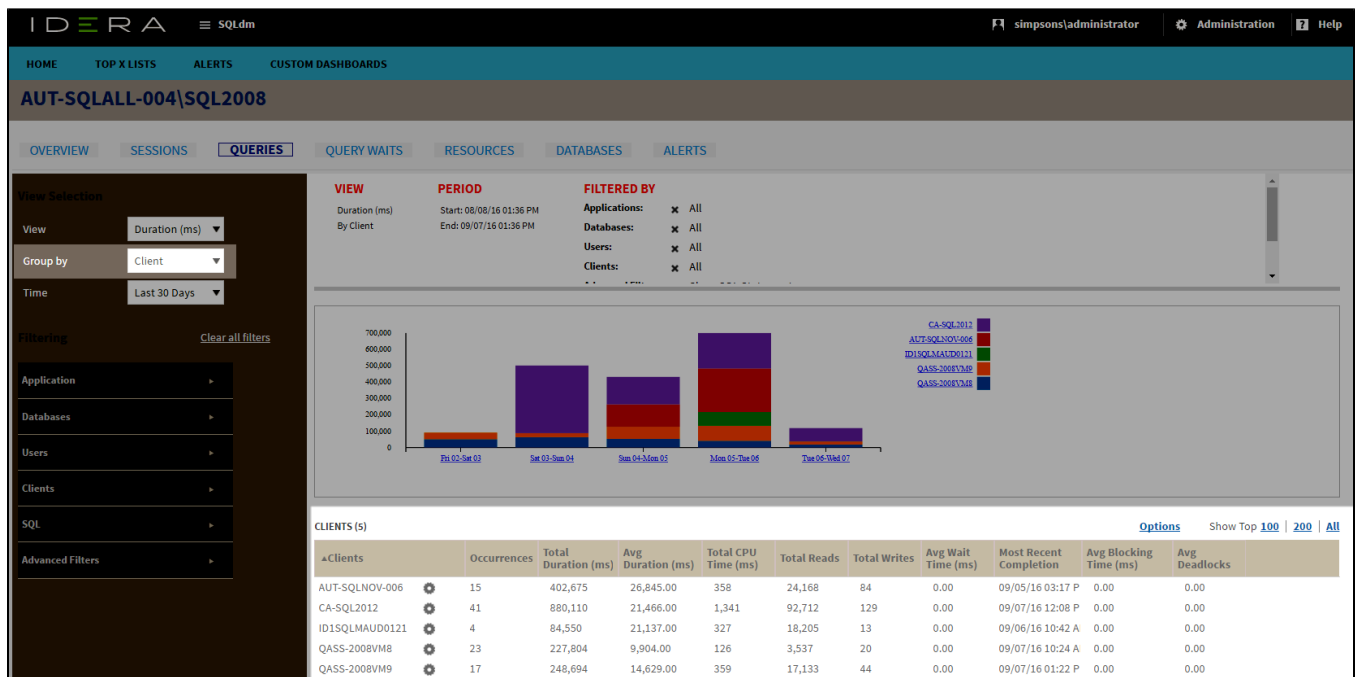 IDERA SQLdm simpsons\administrator Administration ? Help
HOME TOP X LISTS ALERTS CUSTOM DASHBOARDS
AUT-SQLALL-004\SQL2008
OVERVIEW SESSIONS QUERIES QUERY WAITS RESOURCES DATABASES ALERTS
View Selection
View Duration (ms)
Group by Client
Time Last 30 Days
Filtering Clear all filters
Application
Databases
Users
Clients
SQL
Advanced Filters
VIEW PERIOD FILTERED BY
Duration (ms) Start: 08/08/16 01:36 PM Applications: All
By Client End: 09/07/16 01:36 PM Databases: All
Users: All
Clients: All
700,000
600,000
500,000
400,000
300,000
200,000
100,000
0
Fri 02-Sat 03 Sat 03-Sun 04 Sun 04-Mon 05 Mon 05-Tue 06 Tue 06-Wed 07
CA-SQL2012
AUT-SQLNOV-006
ID1SQLMAUD0121
QASS-2008VM9
QASS-2008VM8
CLIENTS (5) Options Show Top 100 | 200 | All
Clients Occurrences Total Duration (ms) Avg Duration (ms) Total CPU Time (ms) Total Reads Total Writes Avg Wait Time (ms) Most Recent Completion Avg Blocking Time (ms) Avg Deadlocks
AUT-SQLNOV-006 15 402,675 26,845.00 358 24,168 84 0.00 09/05/16 03:17 P 0.00 0.00
CA-SQL2012 41 880,110 21,466.00 1,341 92,712 129 0.00 09/07/16 12:08 P 0.00 0.00
ID1SQLMAUD0121 4 84,550 21,137.00 327 18,205 13 0.00 09/06/16 10:42 A 0.00 0.00
QASS-2008VM8 23 227,804 9,904.00 126 3,537 20 0.00 09/07/16 10:24 A 0.00 0.00
QASS-2008VM9 17 248,694 14,629.00 359 17,133 44 0.00 09/07/16 01:22 P 0.00 0.00